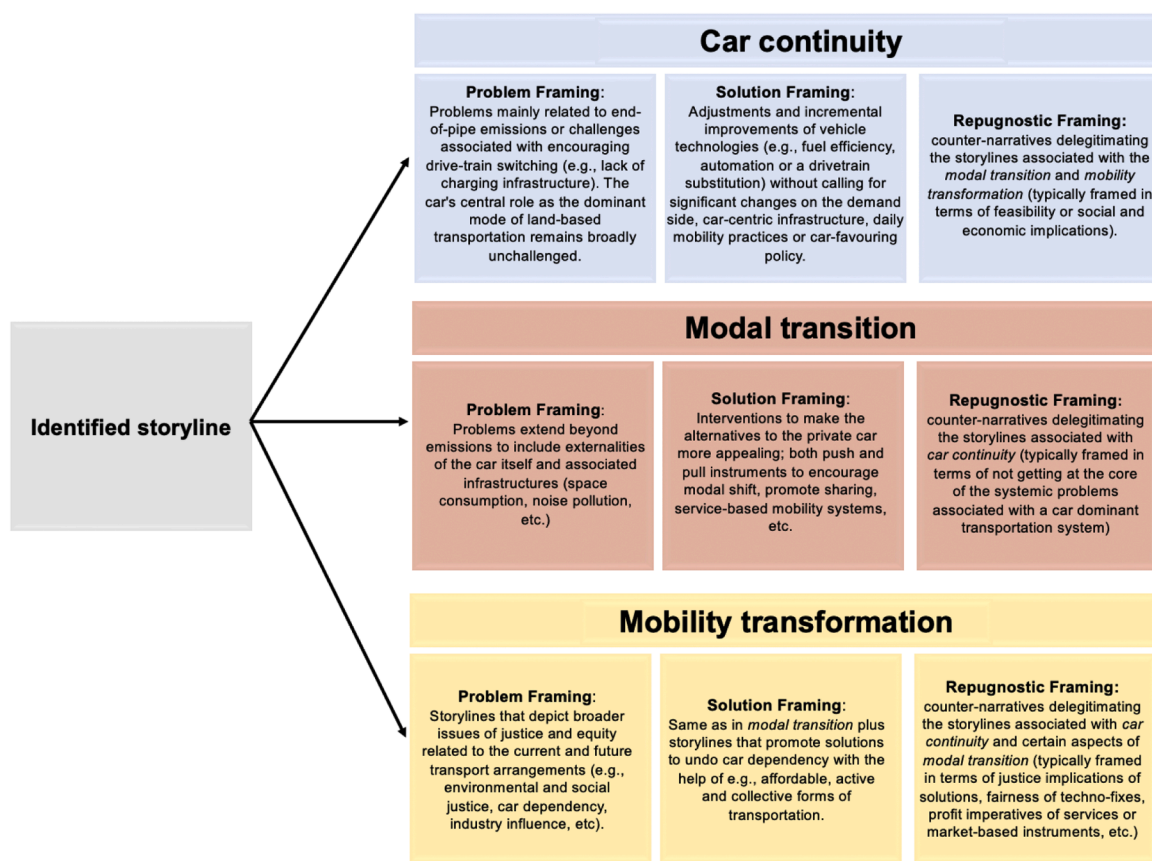 Car continuity
Problem Framing:
Problems mainly related to end-
of-pipe emissions or challenges
associated with encouraging
drive-train switching (e.g., lack of
charging infrastructure). The
car's central role as the dominant
mode of land-based
transportation remains broadly
unchallenged.
Solution Framing:
Adjustments and incremental
improvements of vehicle
technologies (e.g., fuel efficiency,
automation or a drivetrain
substitution) without calling for
significant changes on the demand
side, car-centric infrastructure, daily
mobility practices or car-favouring
policy.
Repugnostic Framing:
counter-narratives delegitimating
the storylines associated with the
modal transition and mobility
transformation (typically framed in
terms of feasibility or social and
economic implications).
Identified storyline
Modal transition
Problem Framing:
Problems extend beyond
emissions to include externalities
of the car itself and associated
infrastructures (space
consumption, noise pollution,
etc.)
Solution Framing:
Interventions to make the
alternatives to the private car
more appealing; both push and
pull instruments to encourage
modal shift, promote sharing,
service-based mobility systems,
etc.
Repugnostic Framing:
counter-narratives delegitimating
the storylines associated with
car continuity (typically framed in
terms of not getting at the core
of the systemic problems
associated with a car dominant
transportation system)
Mobility transformation
Problem Framing:
Storylines that depict broader
issues of justice and equity
related to the current and future
transport arrangements (e.g.,
environmental and social
justice, car dependency,
industry influence, etc).
Solution Framing:
Same as in modal transition plus
storylines that promote solutions
to undo car dependency with the
help of e.g., affordable, active
and collective forms of
transportation.
Repugnostic Framing:
counter-narratives delegitimating
the storylines associated with car
continuity and certain aspects of
modal transition (typically framed
in terms of justice implications of
solutions, fairness of techno-fixes,
profit imperatives of services or
market-based instruments, etc.)